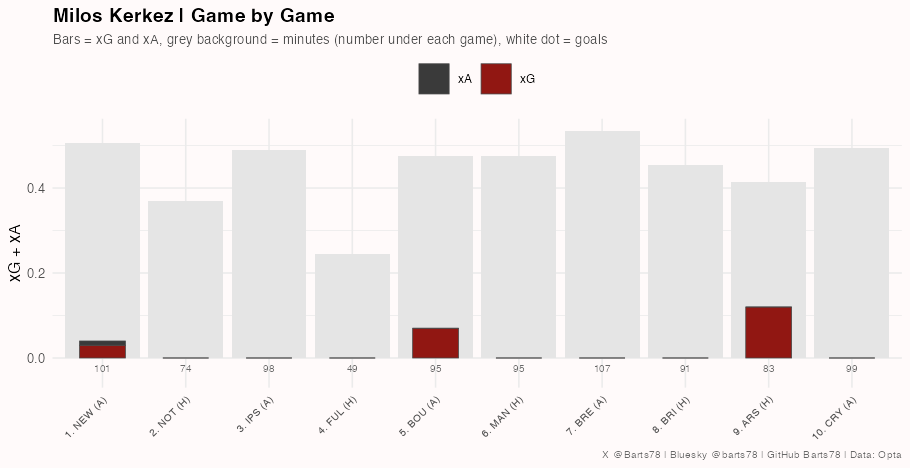 Milos Kerkez | Game by Game
Bars = xG and xA, grey background = minutes (number under each game), white dot = goals
xA xG
xG + xA
0.4
0.2
0.0
101 74 98 49 95 95 107 91 83 99
1. NEW (A) 2. NOT (H) 3. IPS (A) 4. FUL (H) 5. BOU (A) 6. MAN (H) 7. BRE (A) 8. BRI (H) 9. ARS (H) 10. CRY (A)
X @Barts78 | Bluesky @barts78 | GitHub Barts78 | Data: Opta